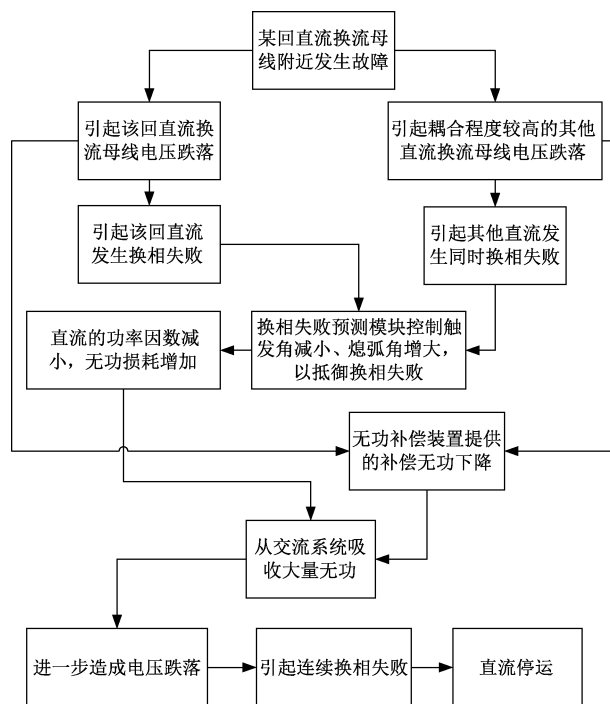 某回直流换流母
线附近发生故障
引起该回直流换
流母线电压跌落
引起耦合程度较高的其他
直流换流母线电压跌落
引起该回直流
发生换相失败
引起其他直流发
生同时换相失败
直流的功率因数减
小，无功损耗增加
换相失败预测模块控制触
发角减小、熄弧角增大，
以抵御换相失败
无功补偿装置提供
的补偿无功下降
从交流系统吸
收大量无功
进一步造成电压跌落
引起连续换相失败
直流停运